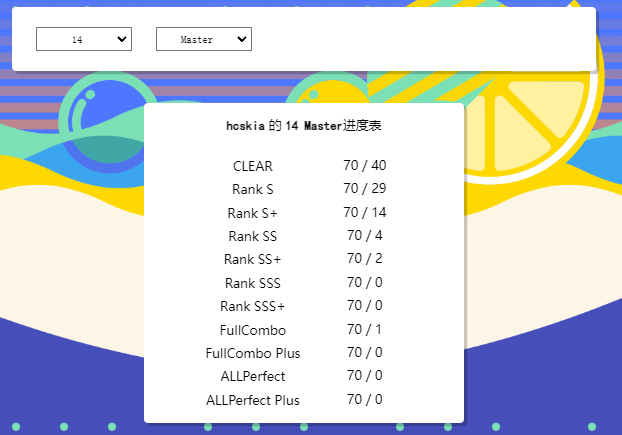 14 Master
hcskia 的 14 Master进度表
CLEAR 70 / 40
Rank S 70 / 29
Rank S+ 70 / 14
Rank SS 70 / 4
Rank SS+ 70 / 2
Rank SSS 70 / 0
Rank SSS+ 70 / 0
FullCombo 70 / 1
FullCombo Plus 70 / 0
ALLPerfect 70 / 0
ALLPerfect Plus 70 / 0